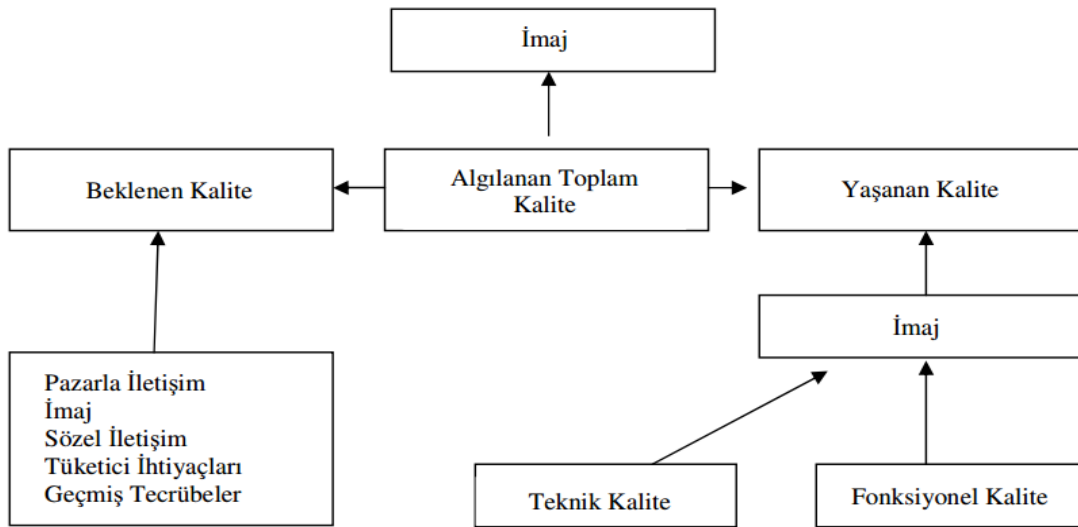 İmaj
Beklenen Kalite
Algılanan Toplam
Kalite
Yaşanan Kalite
İmaj
Pazarla İletişim
İmaj
Sözel İletişim
Tüketici İhtiyaçları
Geçmiş Tecrübeler
Teknik Kalite
Fonksiyonel Kalite